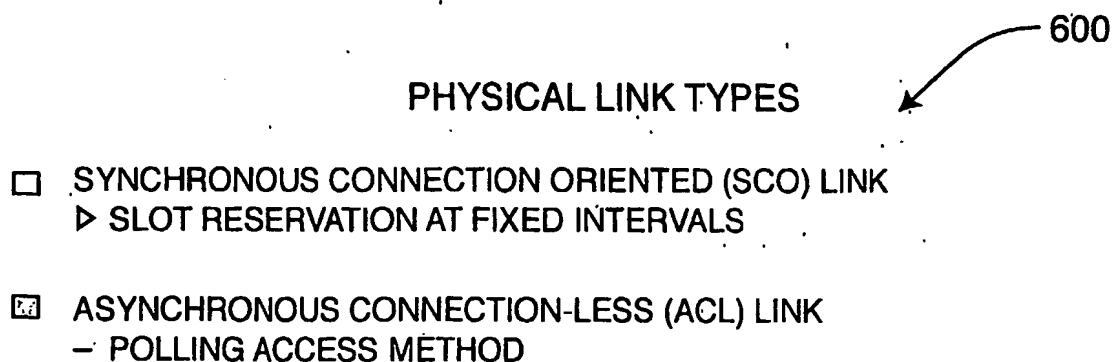 600
PHYSICAL LINK TYPES
□ SYNCHRONOUS CONNECTION ORIENTED (SCO) LINK
▷ SLOT RESERVATION AT FIXED INTERVALS
ASYNCHRONOUS CONNECTION-LESS (ACL) LINK
– POLLING ACCESS METHOD